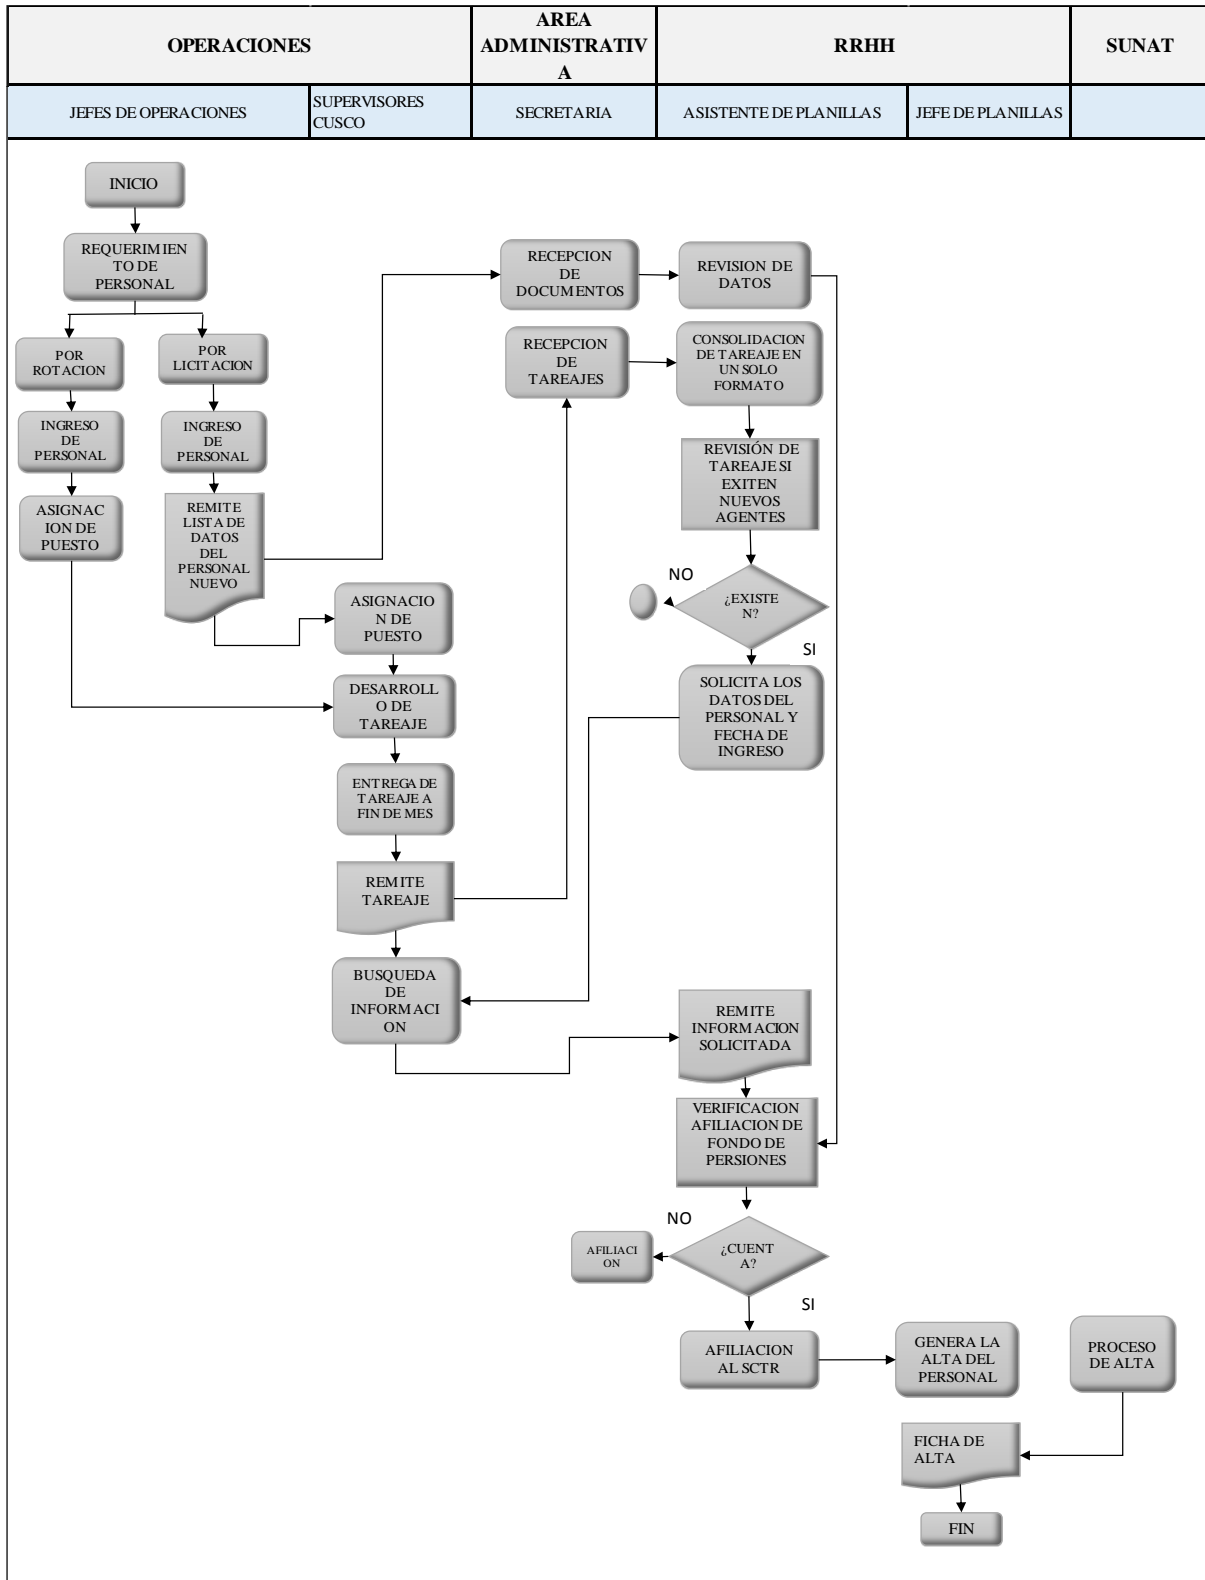 OPERACIONES
AREA
ADMINISTRATIV
A
RRHH
SUNAT
JEFES DE OPERACIONES
SUPERVISORES
CUSCO
SECRETARIA
ASISTENTE DE PLANILLAS
JEFE DE PLANILLAS
INICIO
REQUERIMIEN
TO DE
PERSONAL
POR
ROTACION
POR
LICITACION
INGRESO
DE
PERSONAL
INGRESO
DE
PERSONAL
ASIGNAC
ION DE
PUESTO
REMITE
LISTA DE
DATOS
DEL
PERSONAL
NUEVO
RECEPCION
DE
DOCUMENTOS
REVISION DE
DATOS
RECEPCION
DE
TAREAJES
CONSOLIDACION
DE TAREAJE EN
UN SOLO
FORMATO
REVISIÓN DE
TAREAJE SI
EXITEN
NUEVOS
AGENTES
NO
¿EXISTE
N?
SI
ASIGNACIO
N DE
PUESTO
DESARROLL
O DE
TAREAJE
SOLICITA LOS
DATOS DEL
PERSONAL Y
FECHA DE
INGRESO
ENTREGA DE
TAREAJE A
FIN DE MES
REMITE
TAREAJE
BUSQUEDA
DE
INFORMACI
ON
REMITE
INFORMACION
SOLICITADA
VERIFICACION
AFILIACION DE
FONDO DE
PERSIONES
NO
¿CUENT
A?
AFILIACI
ON
SI
AFILIACION
AL SCTR
GENERA LA
ALTA DEL
PERSONAL
PROCESO
DE ALTA
FICHA DE
ALTA
FIN